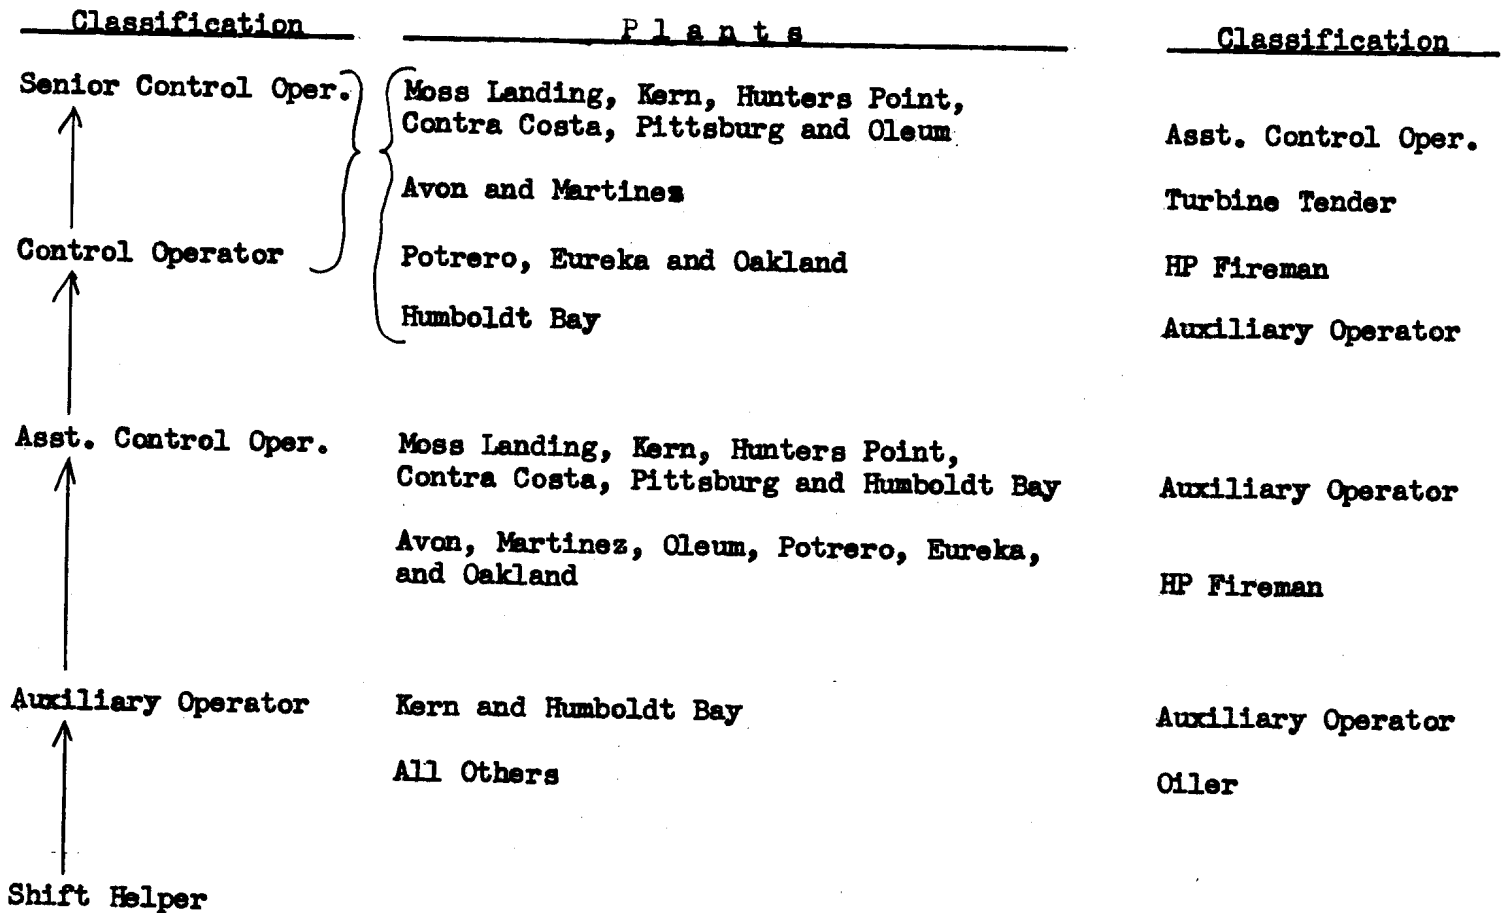 Classification Plants Classification
Senior Control Oper. Moss Landing, Kern, Hunters Point,
Contra Costa, Pittsburg and Oleum Asst. Control Oper.
Avon and Martinez Turbine Tender
Control Operator Potrero, Eureka and Oakland HP Fireman
Humboldt Bay Auxiliary Operator
Asst. Control Oper. Moss Landing, Kern, Hunters Point,
Contra Costa, Pittsburg and Humboldt Bay Auxiliary Operator
Avon, Martinez, Oleum, Potrero, Eureka,
and Oakland HP Fireman
Auxiliary Operator Kern and Humboldt Bay Auxiliary Operator
All Others Oiler
Shift Helper